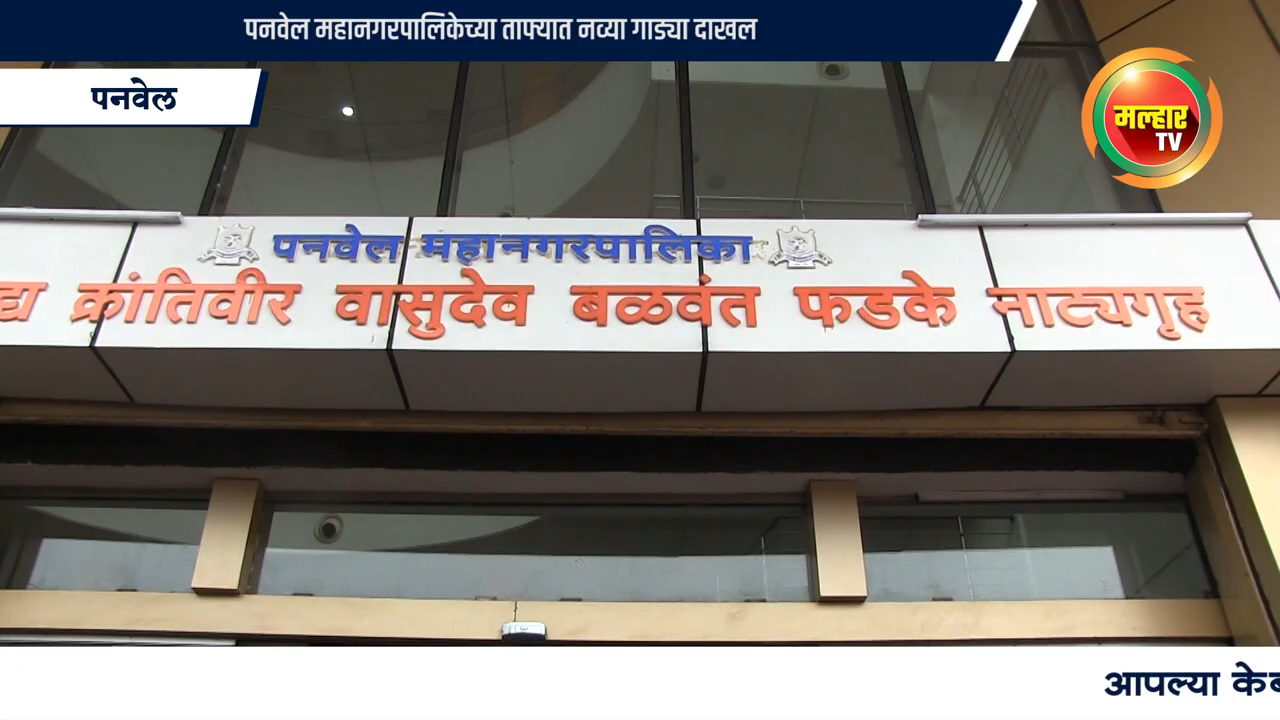 पनवेल महानगरपालिकेच्या ताफ्यात नव्या गाड्या दाखल
पनवेल
मल्हार
TV
पनवेल महानगरपालिका
क्रांतिवीर वासुदेव बळवंत फडके नाट्यगृह
आपल्या